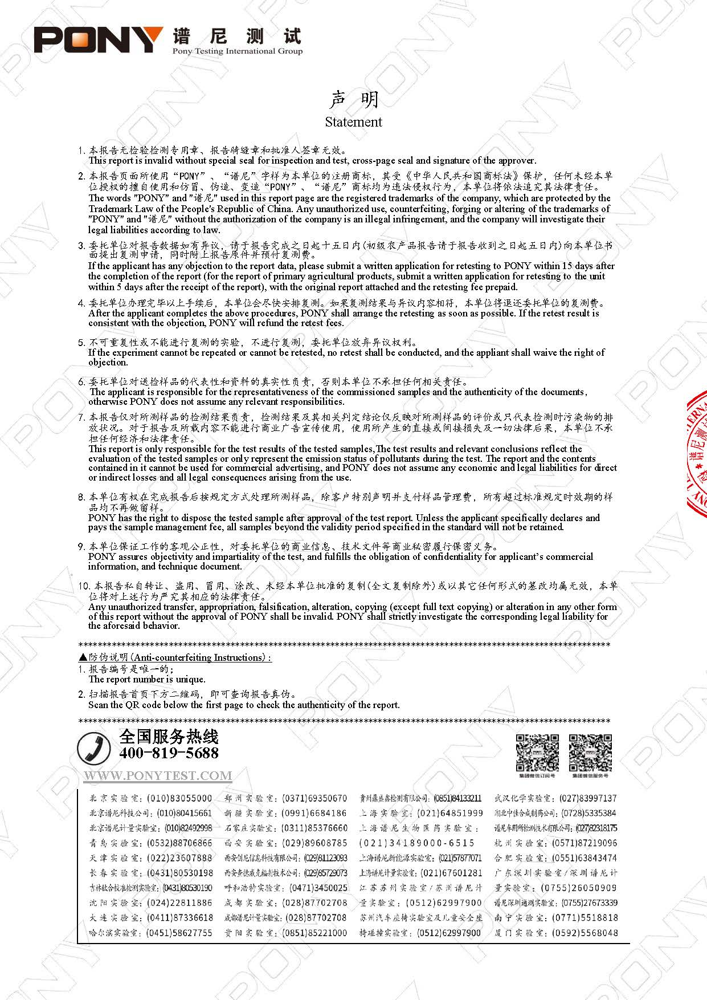 PONY 谱尼测试
Pony Testing International Group
声 明
Statement
1. 本报告无检验检测专用章、报告骑缝章和批准人签章无效。
This report is invalid without special seal for inspection and test, cross-page seal and signature of the approver.
2. 本报告页面所使用“PONY”、“谱尼”字样为本单位的注册商标，其受《中华人民共和国商标法》保护，任何未经本单
位授权的擅自使用和仿冒、伪造、变造“PONY”、“谱尼”商标均为违法侵权行为，本单位将依法追究其法律责任。
The words "PONY" and "谱尼" used in this report page are the registered trademarks of the company, which are protected by the
Trademark Law of the People's Republic of China. Any unauthorized use, counterfeiting, forging or altering of the trademarks of
"PONY" and "谱尼" without the authorization of the company is an illegal infringement, and the company will investigate their
legal liabilities according to law.
3. 委托单位对报告数据如有异议，请于报告完成之日起十五日内(初级农产品报告请于报告收到之日起五日内)向本单位书
面提出复测申请，同时附上报告原件并预付复测费。
If the applicant has any objection to the report data, please submit a written application for retesting to PONY within 15 days after
the completion of the report (for the report of primary agricultural products, submit a written application for retesting to the unit
within 5 days after the receipt of the report), with the original report attached and the retesting fee prepaid.
4. 委托单位办理完毕以上手续后，本单位会尽快安排复测。如果复测结果与异议内容相符，本单位将退还委托单位的复测费。
After the applicant completes the above procedures, PONY shall arrange the retesting as soon as possible. If the retest result is
consistent with the objection, PONY will refund the retest fees.
5. 不可重复性或不能进行复测的实验，不进行复测，委托单位放弃异议权利。
If the experiment cannot be repeated or cannot be retested, no retest shall be conducted, and the appliant shall waive the right of
objection.
6. 委托单位对送检样品的代表性和资料的真实性负责，否则本单位不承担任何相关责任。
The applicant is responsible for the representativeness of the commissioned samples and the authenticity of the documents,
otherwise PONY does not assume any relevant responsibilities.
7. 本报告仅对所测样品的检测结果负责，检测结果及其相关判定结论仅反映对所测样品的评价或只代表检测时污染物的排
放状况。对于报告及所载内容不能进行商业广告宣传使用，使用所产生的直接或间接损失及一切法律后果，本单位不承
担任何经济和法律责任。
This report is only responsible for the test results of the tested samples,The test results and relevant conclusions reflect the
evaluation of the tested samples or only represent the emission status of pollutants during the test. The report and the contents
contained in it cannot be used for commercial advertising, and PONY does not assume any economic and legal liabilities for direct
or indirect losses and all legal consequences arising from the use.
8. 本单位有权在完成报告后按规定方式处理所测样品，除客户特别声明并支付样品管理费，所有超过标准规定时效期的样
品均不再做留样。
PONY has the right to dispose the tested sample after approval of the test report. Unless the applicant specifically declares and
pays the sample management fee, all samples beyond the validity period specified in the standard will not be retained.
9. 本单位保证工作的客观公正性，对委托单位的商业信息、技术文件等商业秘密履行保密义务。
PONY assures objectivity and impartiality of the test, and fulfills the obligation of confidentiality for applicant’s commercial
information, and technique document.
10. 本报告私自转让、盗用、冒用、涂改、未经本单位批准的复制(全文复制除外)或以其它任何形式的篡改均属无效，本单
位将对上述行为严究其相应的法律责任。
Any unauthorized transfer, appropriation, falsification, alteration, copying (except full text copying) or alteration in any other form
of this report without the approval of PONY shall be invalid. PONY shall strictly investigate the corresponding legal liability for
the aforesaid behavior.
▲防伪说明(Anti-counterfeiting Instructions):
1. 报告编号是唯一的；
The report number is unique.
2. 扫描报告首页下方二维码，即可查询报告真伪。
Scan the QR code below the first page to check the authenticity of the report.
全国服务热线
400-819-5688
WWW.PONYTEST.COM
集团微信订阅号 集团微信服务号
北京实验室：(010)83055000 郑州实验室：(0371)69350670 贵州鼎盛鑫检测有限公司：(0851)84133211 武汉化学实验室：(027)83997137
北京谱尼科技公司：(010)80415661 新疆实验室：(0991)6684186 上海实验室：(021)64851999 湖北中佳合成制药公司：(0728)5335384
北京谱尼计量实验室：(010)82492998 石家庄实验室：(0311)85376660 上海谱尼生物医药实验室： 谱尼车附所检测技术有限公司：(027)82318175
青岛实验室：(0532)88706866 西安实验室：(029)89608785 (021)34189000-6515 杭州实验室：(0571)87219096
天津实验室：(022)23607888 西安创尼信息科技有限公司：(029)81123093 上海谱尼新能源实验室：(021)57877071 合肥实验室：(0551)63843474
长春实验室：(0431)80530198 西安查德威克辐射技术公司：(029)85729073 上海谱尼计量实验室：(021)67601281 广东深圳实验室/深圳谱尼计
吉林钛合校准检测实验室：(0431)80530190 呼和浩特实验室：(0471)3450025 江苏苏州实验室/苏州谱尼计 量实验室：(0755)26050909
沈阳实验室：(024)22811886 成都实验室：(028)87702708 量实验室：(0512)62997900 谱尼深圳通测实验室：(0755)27673339
大连实验室：(0411)87336618 成都谱尼计量实验室：(028)87702708 苏州汽车座椅实验室及儿童安全座 南宁实验室：(0771)5518818
哈尔滨实验室：(0451)58627755 贵阳实验室：(0851)85221000 椅碰撞实验室：(0512)62997900 厦门实验室：(0592)5568048